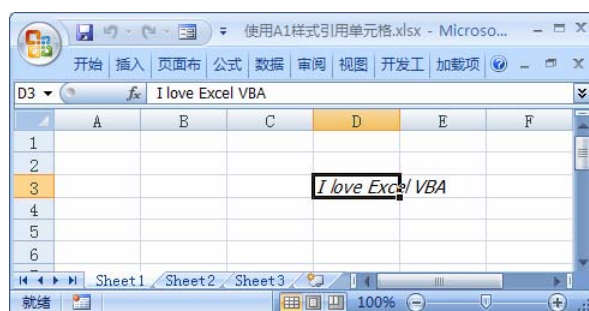 使用A1样式引用单元格.xlsx - Microso...
开始 插入 页面布 公式 数据 审阅 视图 开发工 加载项
D3 fx I love Excel VBA
A B C D E F
1
2
3 I love Excel VBA
4
5
6
Sheet1 Sheet2 Sheet3
就绪 100%